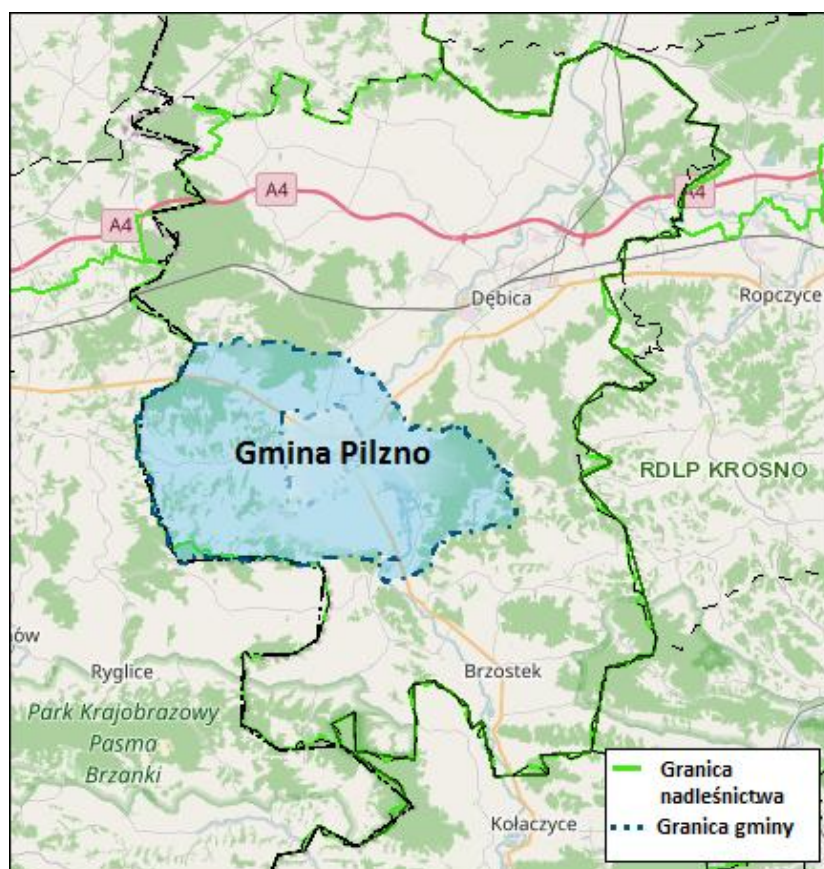 A4
A4
A4
Dębica
Ropczyce
Gmina Pilzno
RDLP KROSNO
ów
Ryglice
Brzostek
Park Krajobrazowy
Pasma
Brzanki
Kołaczyce
Granica
nadleśnictwa
Granica gminy